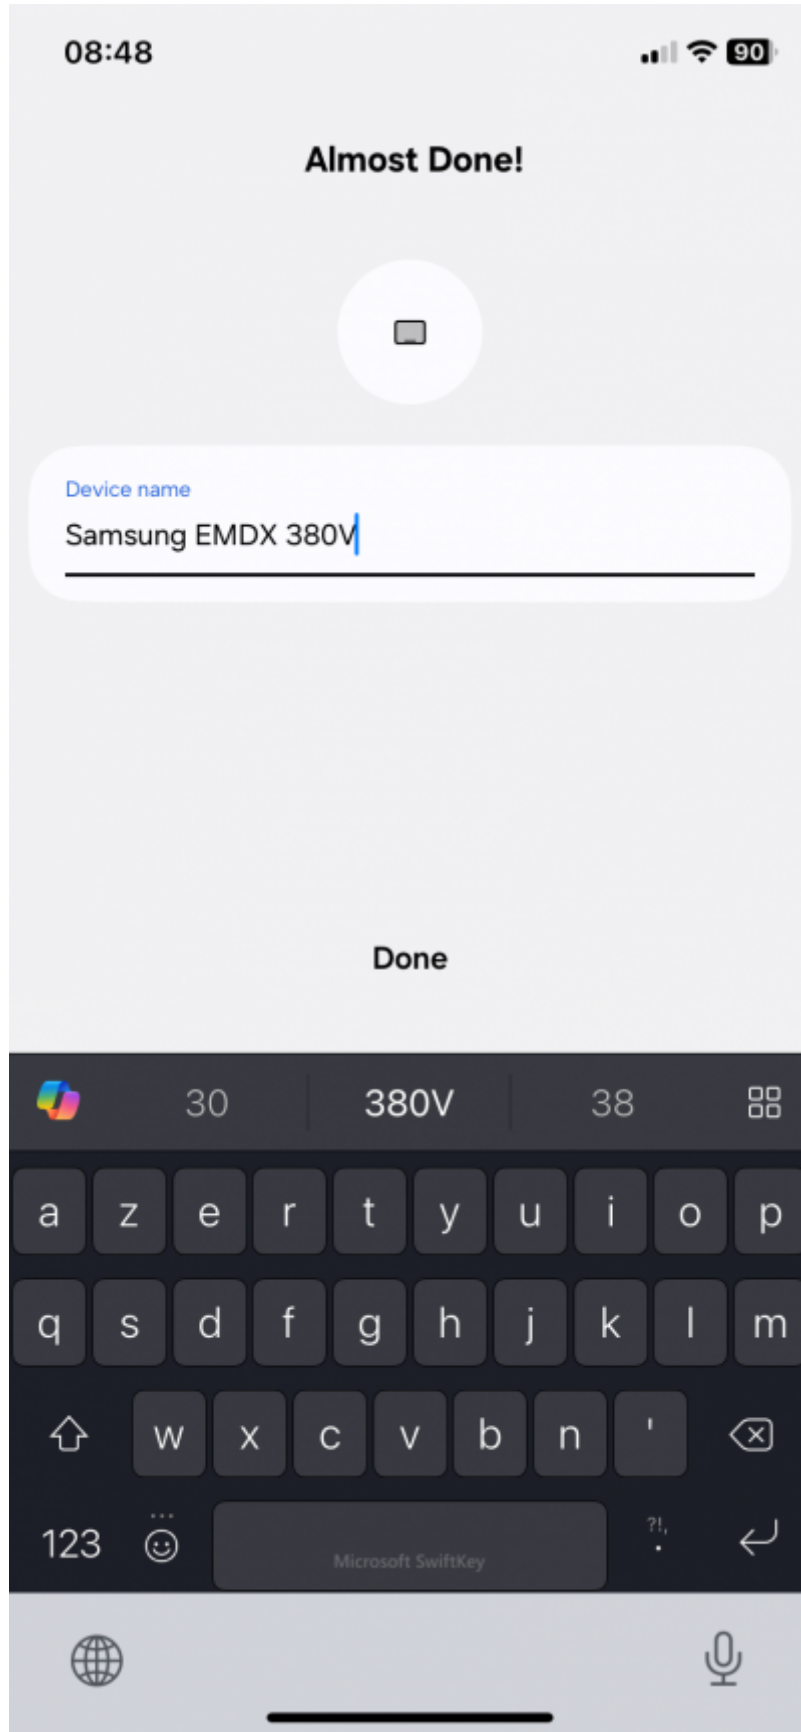 08:48
90
Almost Done!
Device name
Samsung EMDX 380V
Done
30 380V 38
a z e r t y u i o p
q s d f g h j k l m
w x c v b n '
123 ?!, .
Microsoft SwiftKey